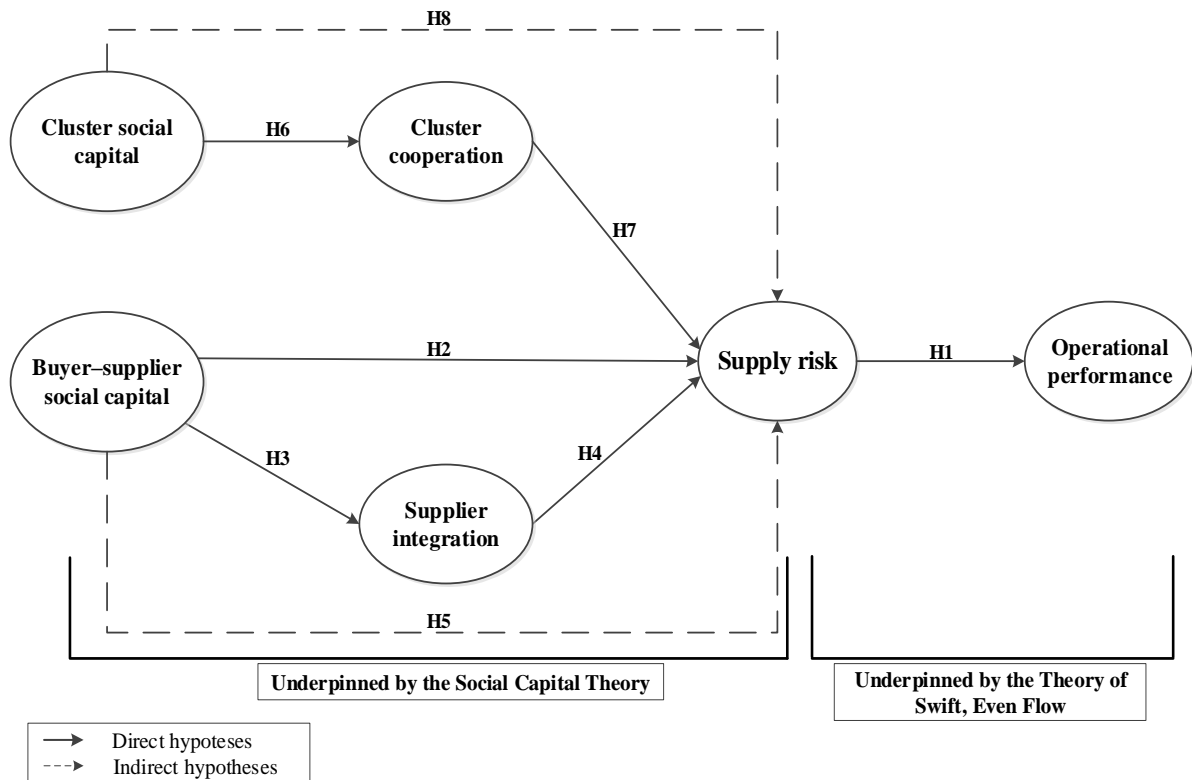 H8
Cluster social
capital
H6
Cluster
cooperation
H7
Buyer–supplier
social capital
H2
Supply risk
H1
Operational
performance
H3
H4
Supplier
integration
H5
Underpinned by the Social Capital Theory
Underpinned by the Theory of
Swift, Even Flow
Direct hypoteses
Indirect hypotheses